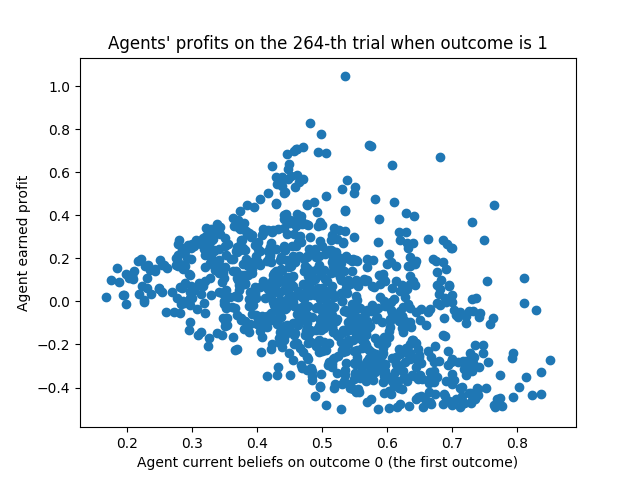 Agents' profits on the 264-th trial when outcome is 1
1.0
0.8
0.6
0.4
0.2
0.0
−0.2
−0.4
Agent earned profit
0.2 0.3 0.4 0.5 0.6 0.7 0.8
Agent current beliefs on outcome 0 (the first outcome)